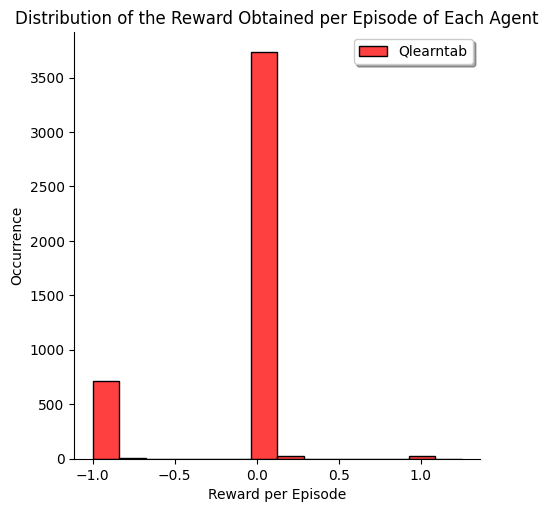 Distribution of the Reward Obtained per Episode of Each Agent
Qlearntab
3500
3000
2500
2000
1500
1000
500
0
Occurrence
−1.0 −0.5 0.0 0.5 1.0
Reward per Episode